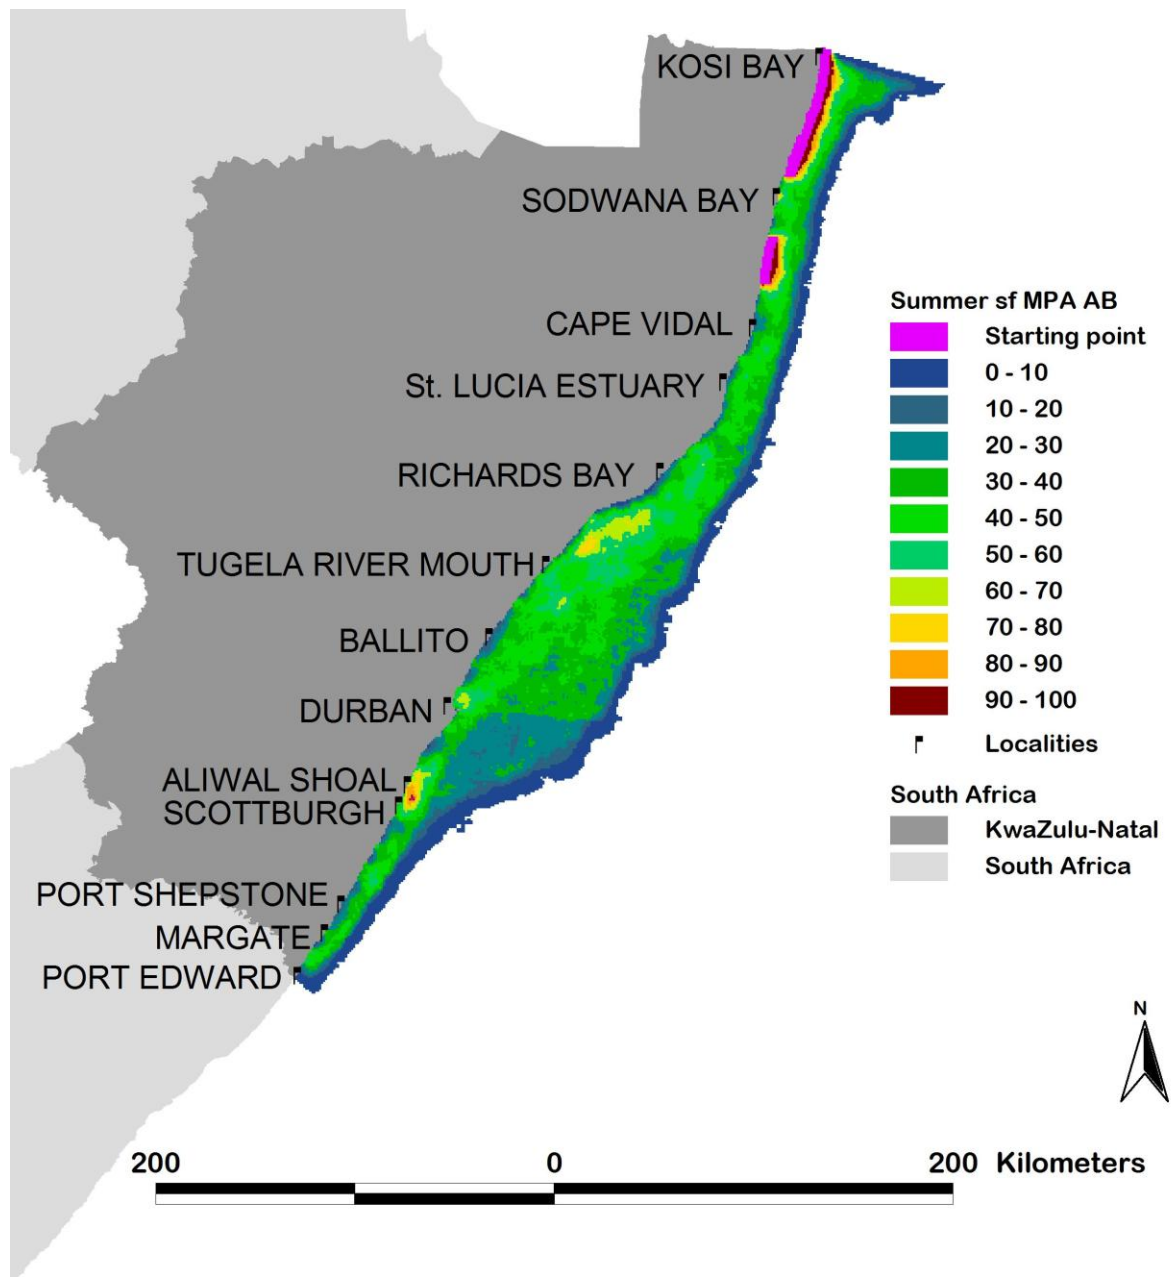 KOSI BAY
SODWANA BAY
CAPE VIDAL
St. LUCIA ESTUARY
RICHARDS BAY
TUGELA RIVER MOUTH
BALLITO
DURBAN
ALIWAL SHOAL
SCOTTBURGH
PORT SHEPSTONE
MARGATE
PORT EDWARD
Summer sf MPA AB
Starting point
0 - 10
10 - 20
20 - 30
30 - 40
40 - 50
50 - 60
60 - 70
70 - 80
80 - 90
90 - 100
Localities
South Africa
KwaZulu-Natal
South Africa
N
200 0 200 Kilometers